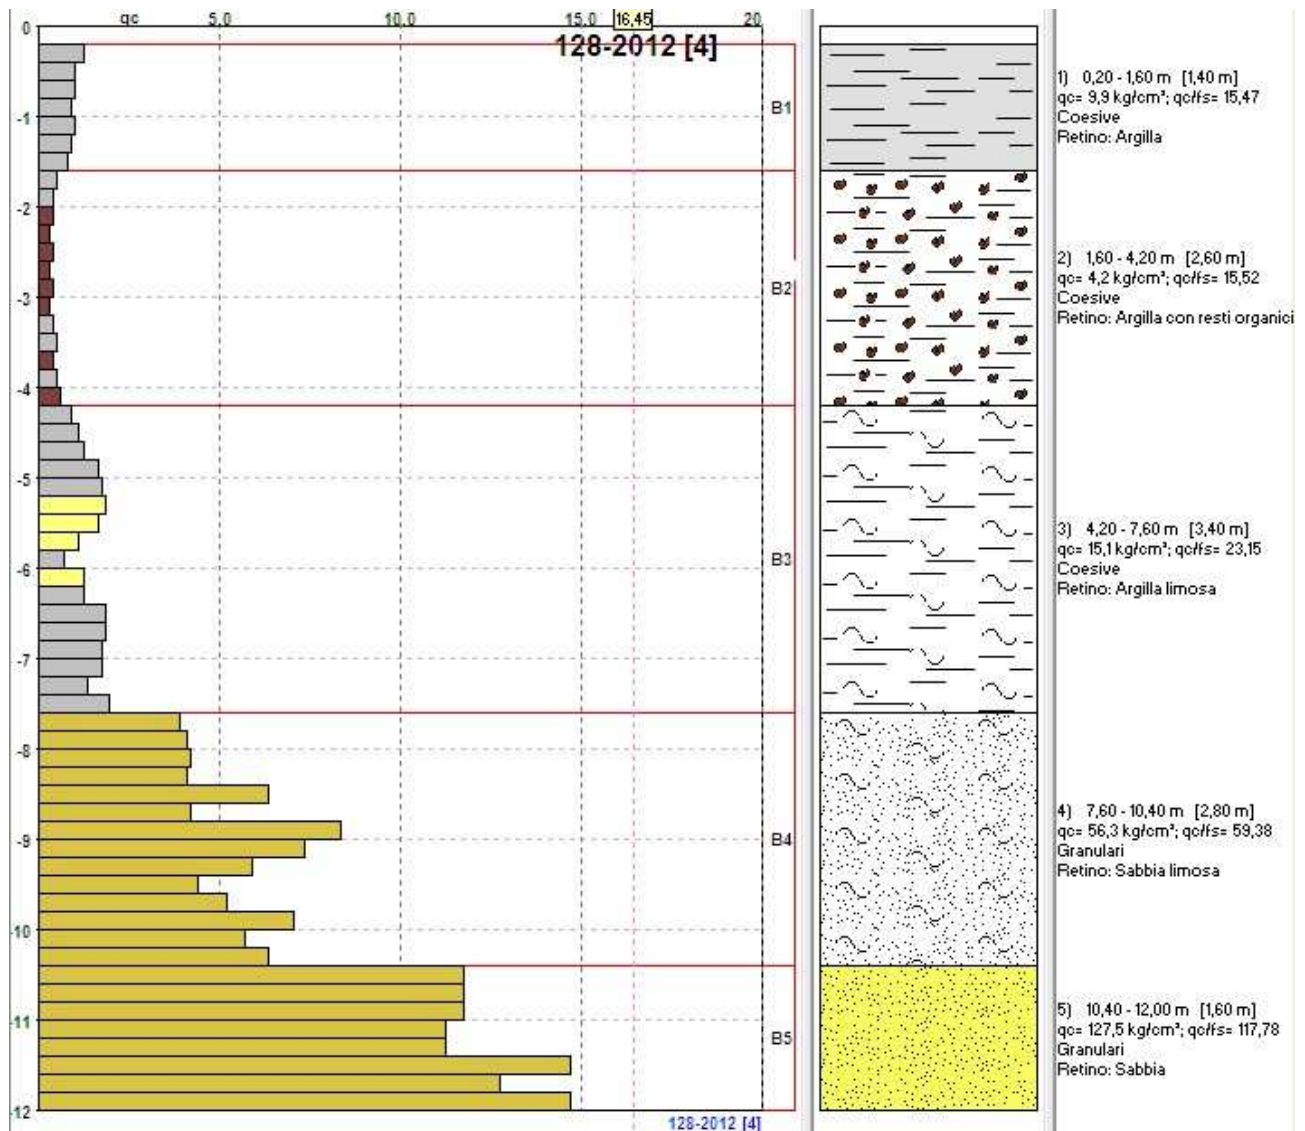 0 qc 5.0 10.0 15.0 16,45 20
128-2012 [4]
-1
-2
-3
-4
-5
-6
-7
-8
-9
-10
-11
-12
B1
B2
B3
B4
B5
128-2012 [4]
1) 0,20 - 1,60 m [1,40 m]
qc= 9,9 kg/cm²; qc/fs= 15,47
Coesive
Retino: Argilla
2) 1,60 - 4,20 m [2,60 m]
qc= 4,2 kg/cm²; qc/fs= 15,52
Coesive
Retino: Argilla con resti organici
3) 4,20 - 7,60 m [3,40 m]
qc= 15,1 kg/cm²; qc/fs= 23,15
Coesive
Retino: Argilla limosa
4) 7,60 - 10,40 m [2,80 m]
qc= 56,3 kg/cm²; qc/fs= 59,38
Granulari
Retino: Sabbia limosa
5) 10,40 - 12,00 m [1,60 m]
qc= 127,5 kg/cm²; qc/fs= 117,78
Granulari
Retino: Sabbia